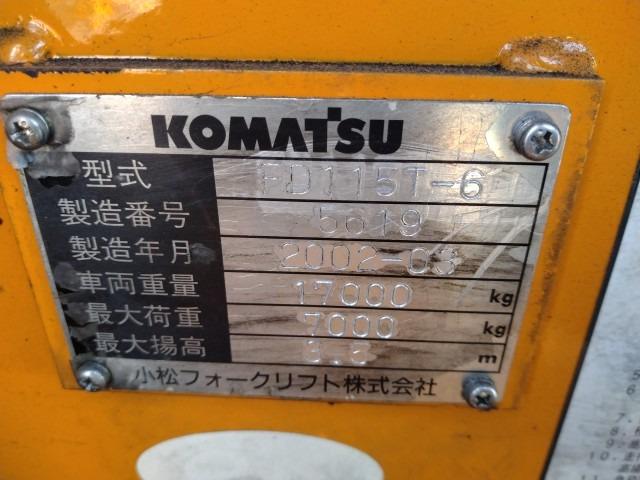 KOMATSU
型式 FD115T-6
製造番号 5619
製造年月 2002-03
車両重量 17000 kg
最大荷重 7000 kg
最大揚高 m
小松フォークリフト株式会社